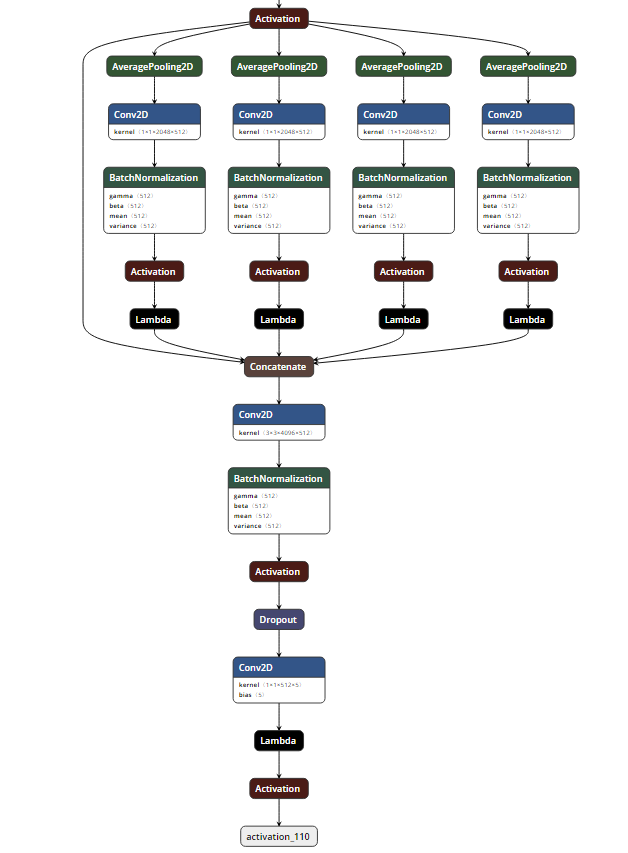 Activation
AveragePooling2D AveragePooling2D AveragePooling2D AveragePooling2D
Conv2D Conv2D Conv2D Conv2D
kernel ⟨1×1×2048×512⟩ kernel ⟨1×1×2048×512⟩ kernel ⟨1×1×2048×512⟩ kernel ⟨1×1×2048×512⟩
BatchNormalization BatchNormalization BatchNormalization BatchNormalization
gamma ⟨512⟩ gamma ⟨512⟩ gamma ⟨512⟩ gamma ⟨512⟩
beta ⟨512⟩ beta ⟨512⟩ beta ⟨512⟩ beta ⟨512⟩
mean ⟨512⟩ mean ⟨512⟩ mean ⟨512⟩ mean ⟨512⟩
variance ⟨512⟩ variance ⟨512⟩ variance ⟨512⟩ variance ⟨512⟩
Activation Activation Activation Activation
Lambda Lambda Lambda Lambda
Concatenate
Conv2D
kernel ⟨3×3×4096×512⟩
BatchNormalization
gamma ⟨512⟩
beta ⟨512⟩
mean ⟨512⟩
variance ⟨512⟩
Activation
Dropout
Conv2D
kernel ⟨1×1×512×5⟩
bias ⟨5⟩
Lambda
Activation
activation_110